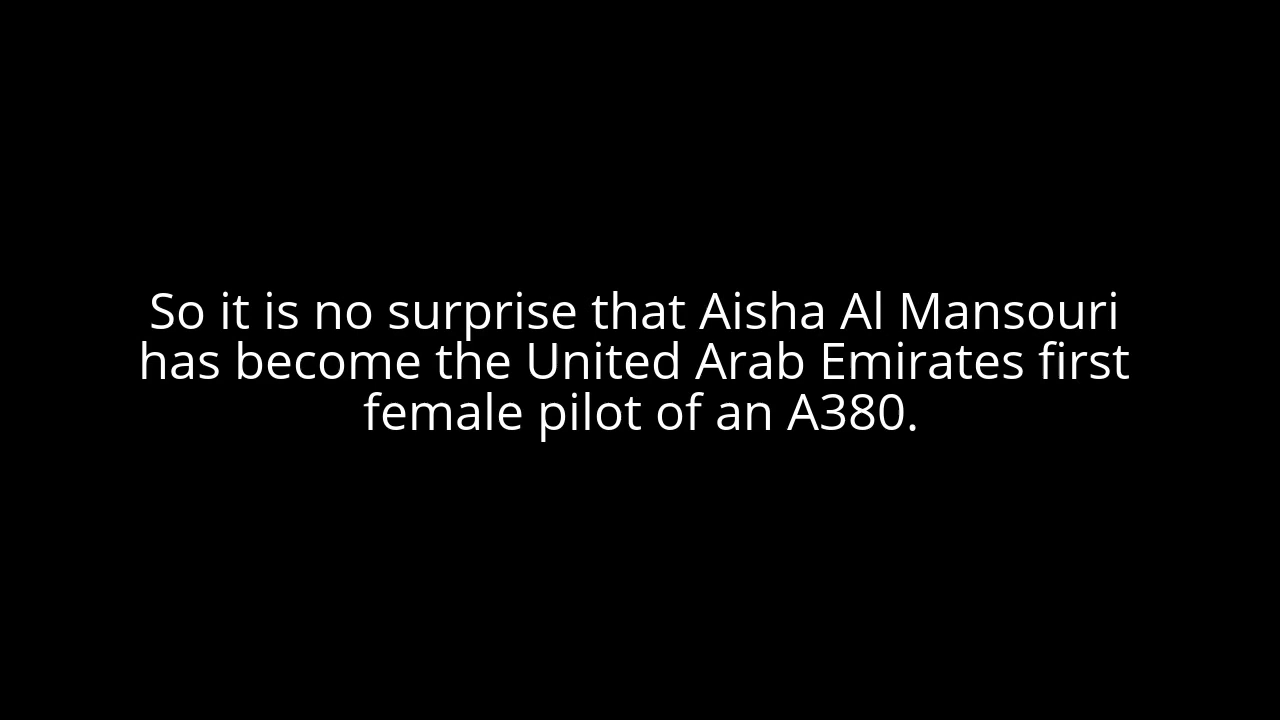 So it is no surprise that Aisha Al Mansouri
has become the United Arab Emirates first
female pilot of an A380.